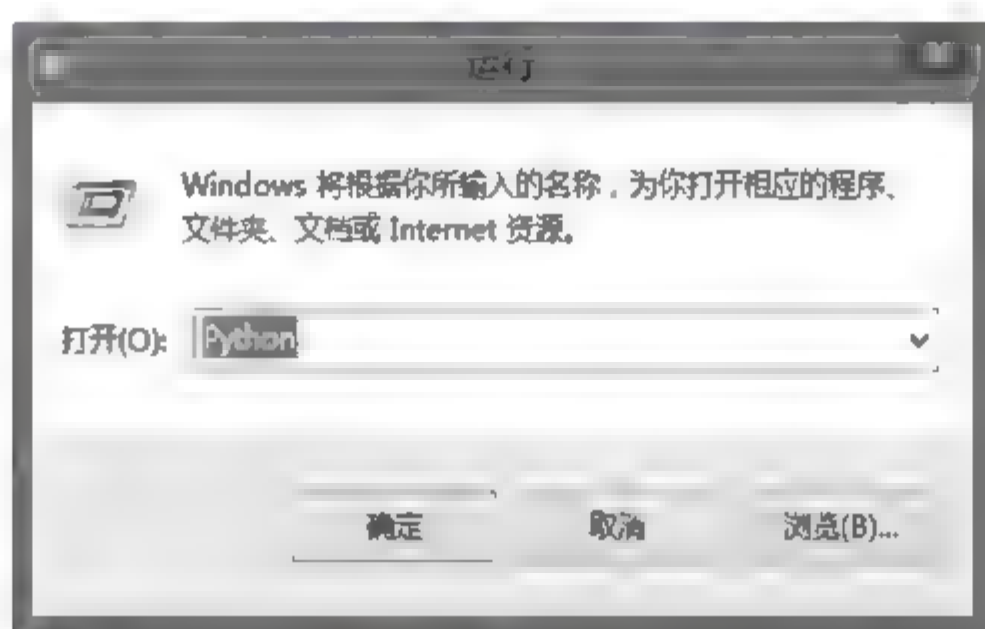 运行
Windows 将根据你所输入的名称，为你打开相应的程序、
文件夹、文档或 Internet 资源。
打开(O): Python
确定 取消 浏览(B)...